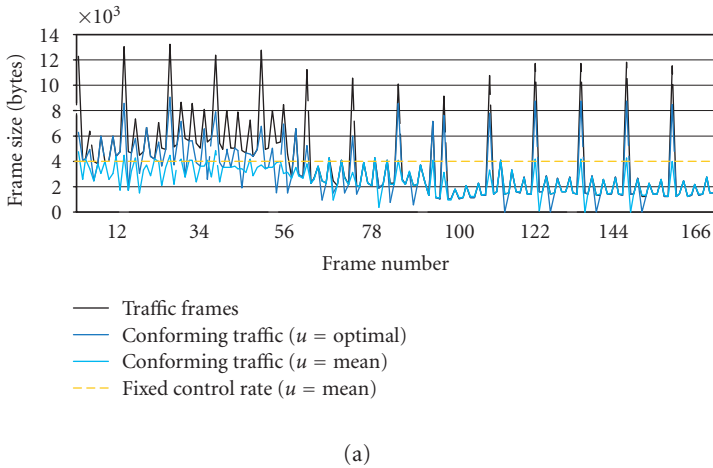 ×10³
14
12
10
8
6
4
2
0
Frame size (bytes)
12 34 56 78 100 122 144 166
Frame number
Traffic frames
Conforming traffic (u = optimal)
Conforming traffic (u = mean)
Fixed control rate (u = mean)
(a)